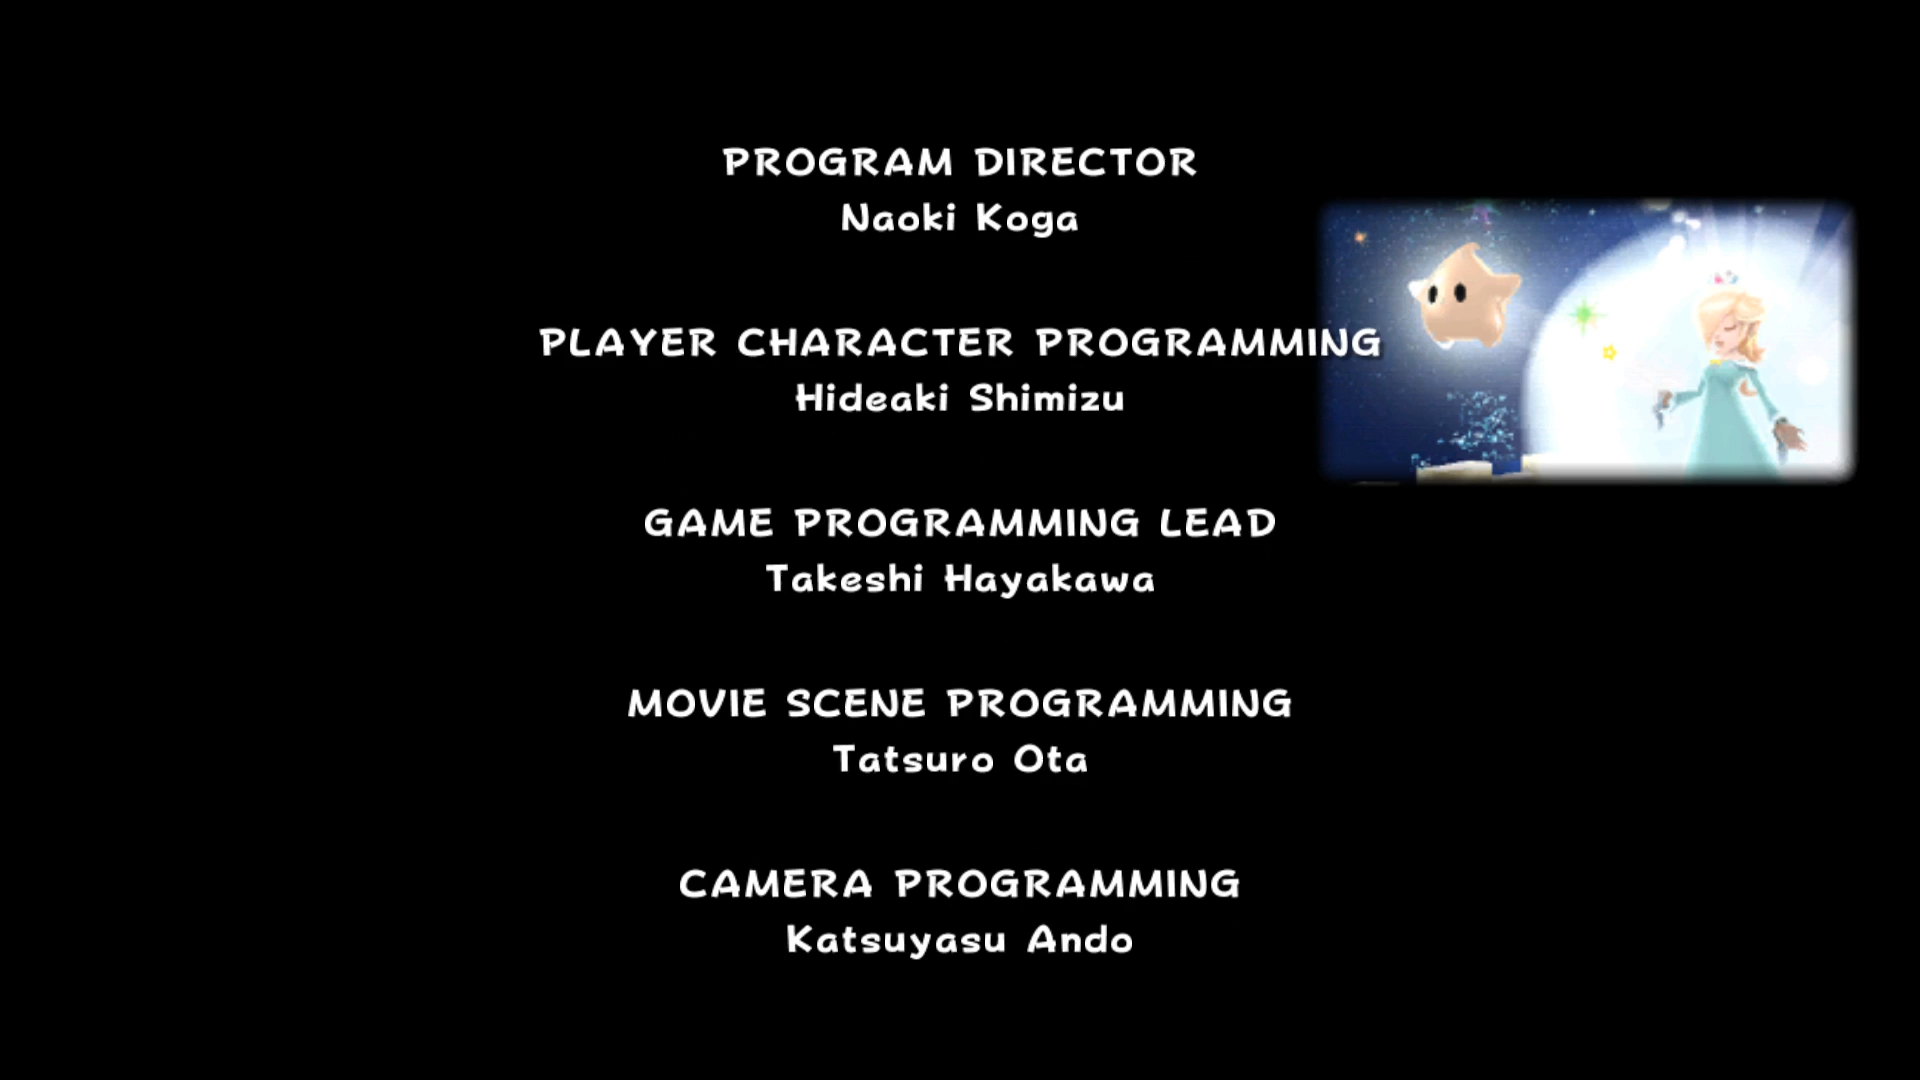 PROGRAM DIRECTOR
Naoki Koga
PLAYER CHARACTER PROGRAMMING
Hideaki Shimizu
GAME PROGRAMMING LEAD
Takeshi Hayakawa
MOVIE SCENE PROGRAMMING
Tatsuro Ota
CAMERA PROGRAMMING
Katsuyasu Ando